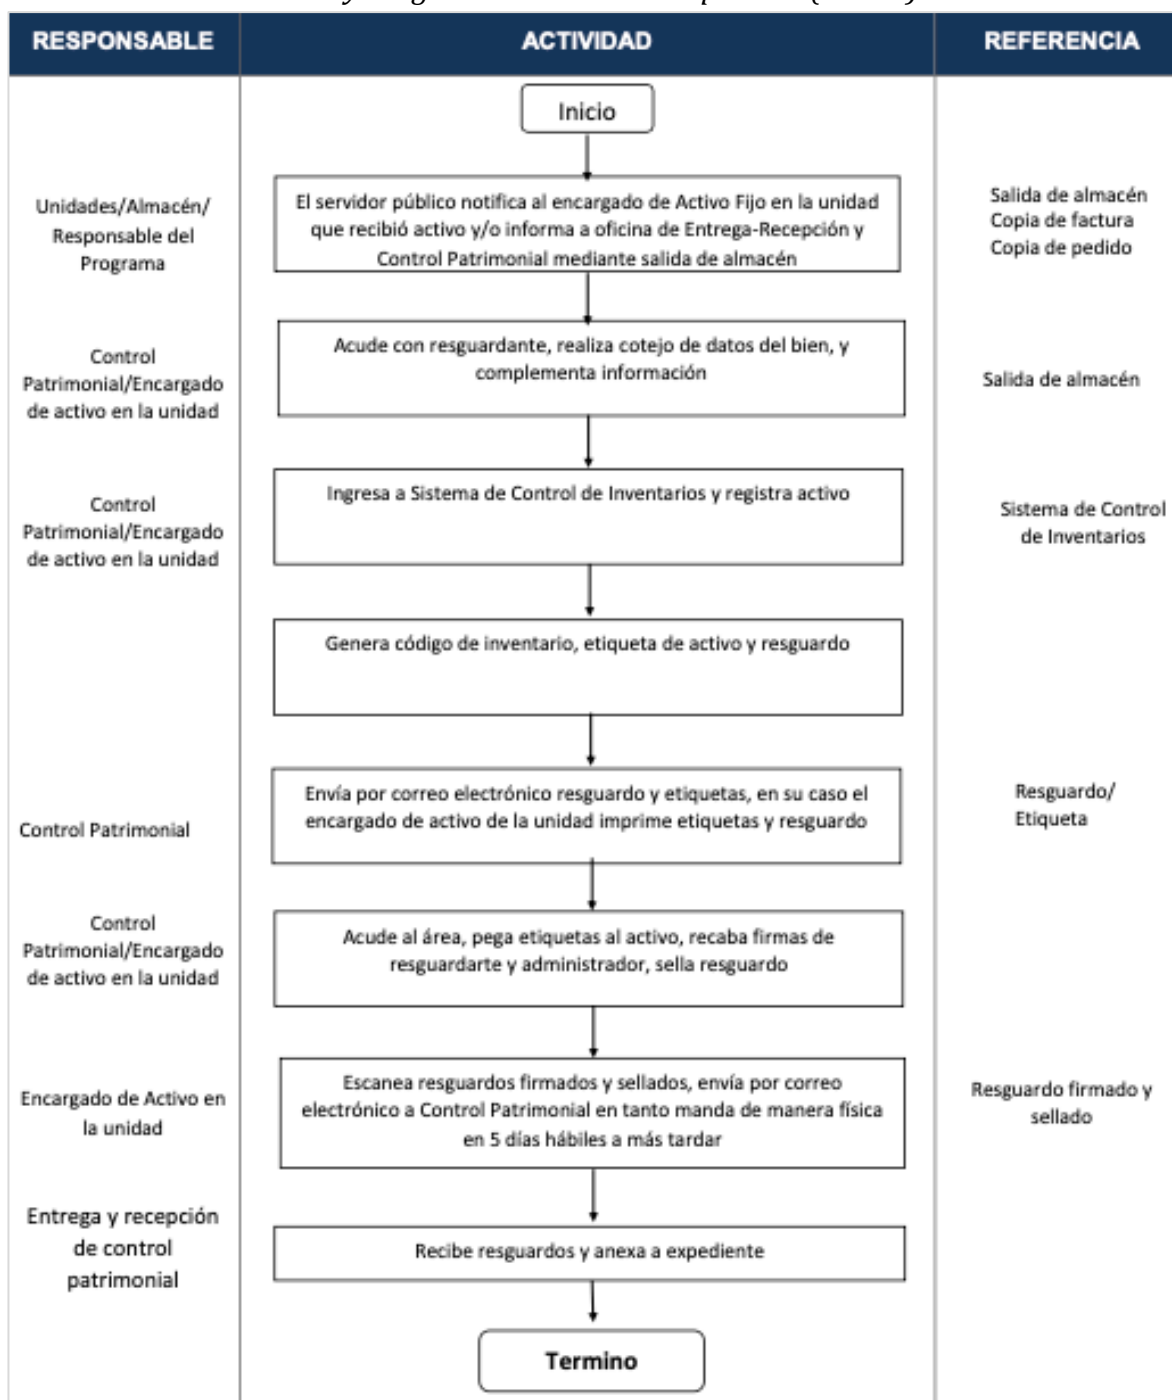 RESPONSABLE
ACTIVIDAD
REFERENCIA
Inicio
Unidades/Almacén/
Responsable del
Programa
El servidor público notifica al encargado de Activo Fijo en la unidad
que recibió activo y/o informa a oficina de Entrega-Recepción y
Control Patrimonial mediante salida de almacén
Salida de almacén
Copia de factura
Copia de pedido
Control
Patrimonial/Encargado
de activo en la unidad
Acude con resguardante, realiza cotejo de datos del bien, y
complementa información
Salida de almacén
Control
Patrimonial/Encargado
de activo en la unidad
Ingresa a Sistema de Control de Inventarios y registra activo
Sistema de Control
de Inventarios
Genera código de inventario, etiqueta de activo y resguardo
Control Patrimonial
Envía por correo electrónico resguardo y etiquetas, en su caso el
encargado de activo de la unidad imprime etiquetas y resguardo
Resguardo/
Etiqueta
Control
Patrimonial/Encargado
de activo en la unidad
Acude al área, pega etiquetas al activo, recaba firmas de
resguardarte y administrador, sella resguardo
Encargado de Activo en
la unidad
Escanea resguardos firmados y sellados, envía por correo
electrónico a Control Patrimonial en tanto manda de manera física
en 5 días hábiles a más tardar
Resguardo firmado y
sellado
Entrega y recepción
de control
patrimonial
Recibe resguardos y anexa a expediente
Termino